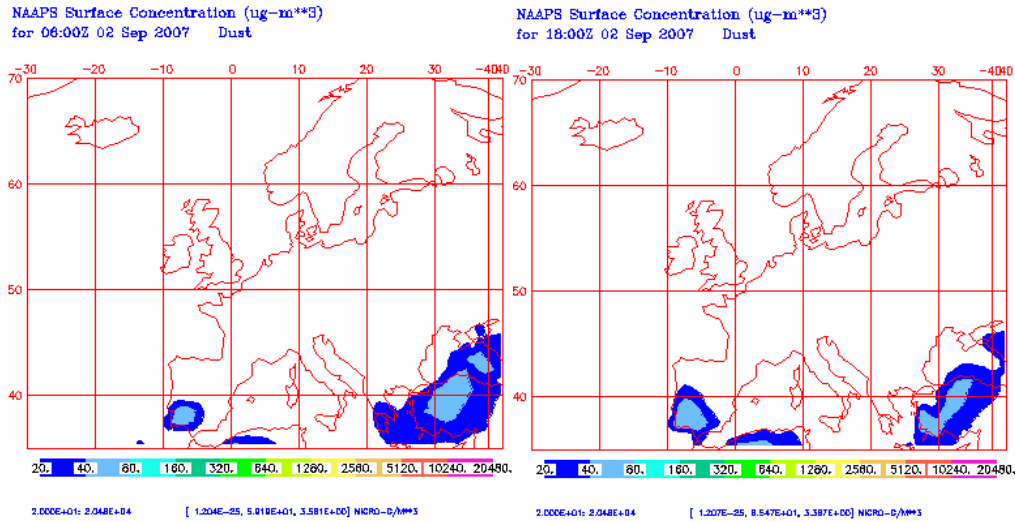 NAAPS Surface Concentration (ug-m**3)
for 06:00Z 02 Sep 2007 Dust
-30 -20 -10 0 10 20 30 -4040
70
60
50
40
20. 40. 80. 160. 320. 640. 1280. 2560. 5120. 10240. 20480.
2.000E+01: 2.048E+04 [ 1.204E-25, 5.919E+01, 3.581E+00] MICRO-G/M**3
NAAPS Surface Concentration (ug-m**3)
for 18:00Z 02 Sep 2007 Dust
-30 -20 -10 0 10 20 30 -4040
70
60
50
40
20. 40. 80. 160. 320. 640. 1280. 2560. 5120. 10240. 20480.
2.000E+01: 2.048E+04 [ 1.207E-25, 8.547E+01, 3.387E+00] MICRO-G/M**3